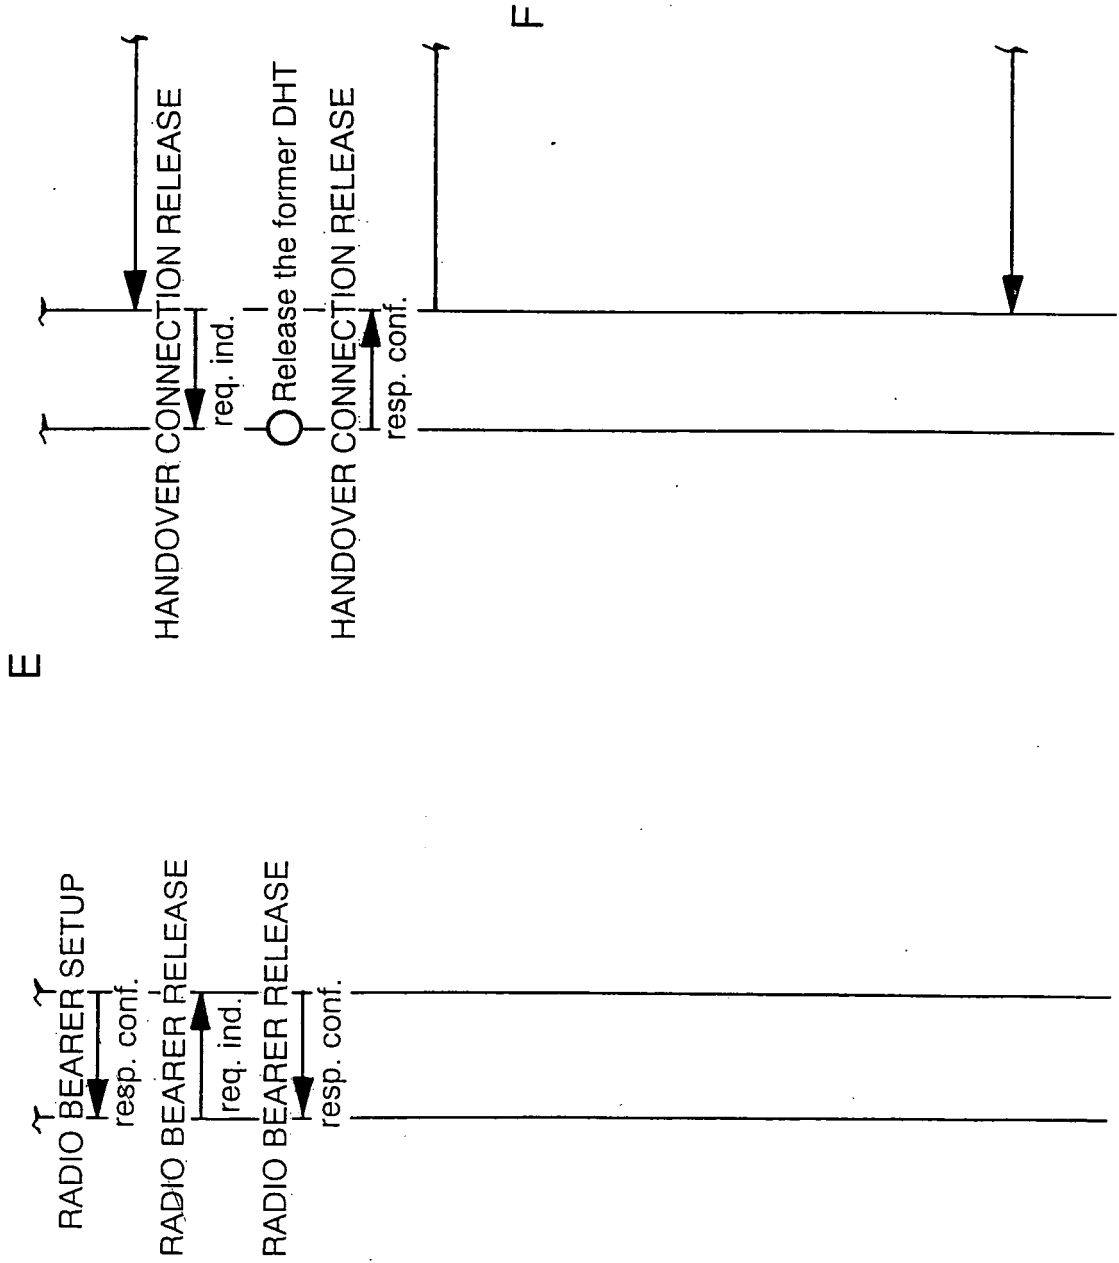 E
F
RADIO BEARER SETUP
resp. conf.
RADIO BEARER RELEASE
req. ind.
RADIO BEARER RELEASE
resp. conf.
HANDOVER CONNECTION RELEASE
req. ind.
Release the former DHT
HANDOVER CONNECTION RELEASE
resp. conf.